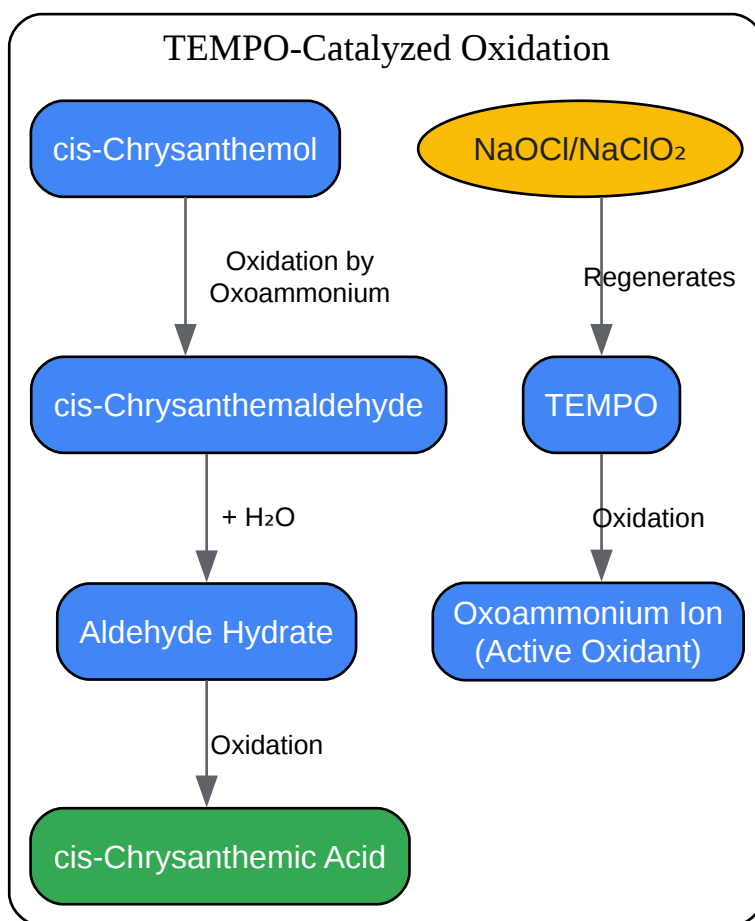 TEMPO-Catalyzed Oxidation
cis-Chrysanthemol
NaOCl/NaClO₂
Oxidation by
Oxoammonium
Regenerates
cis-Chrysanthemaldehyde
TEMPO
+ H₂O
Oxidation
Aldehyde Hydrate
Oxoammonium Ion
(Active Oxidant)
Oxidation
cis-Chrysanthemic Acid